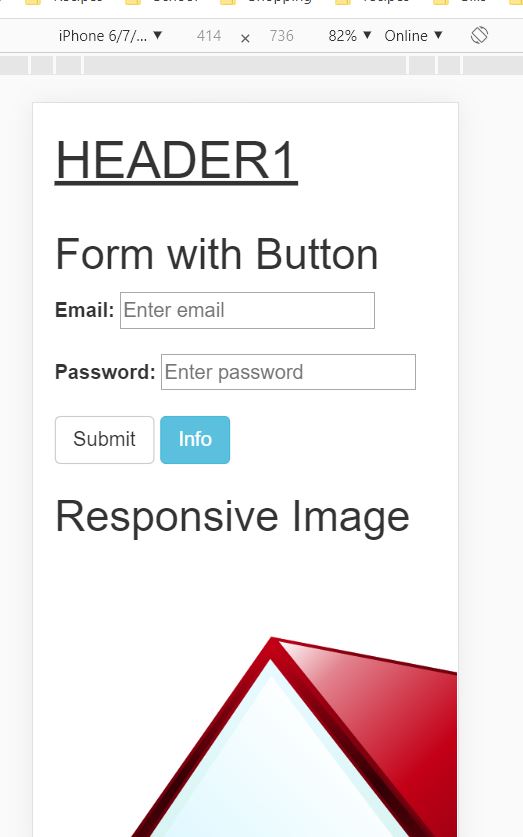 iPhone 6/7/... ▼ 414 × 736 82% ▼ Online ▼
HEADER1
Form with Button
Email: Enter email
Password: Enter password
Submit Info
Responsive Image